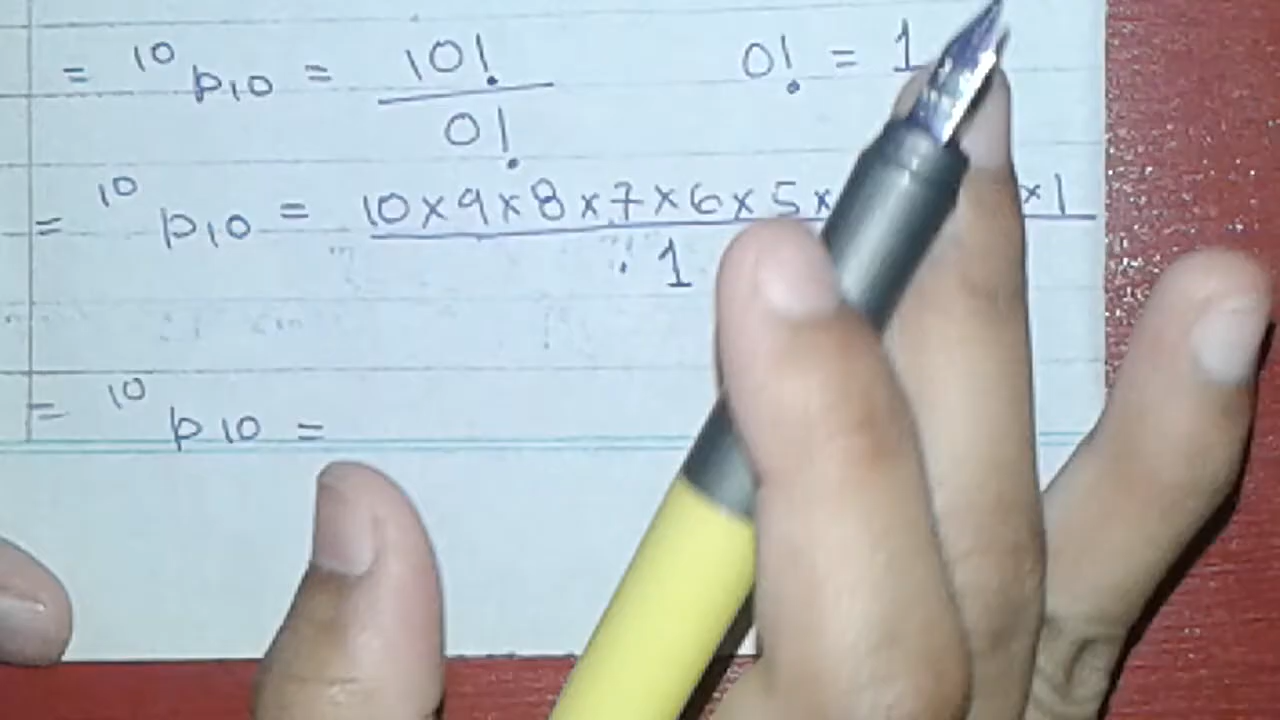 = ¹⁰p₁₀ = 10! / 0!    0! = 1
= ¹⁰p₁₀ = 10×9×8×7×6×5× ×1 / 1
= ¹⁰p₁₀ =